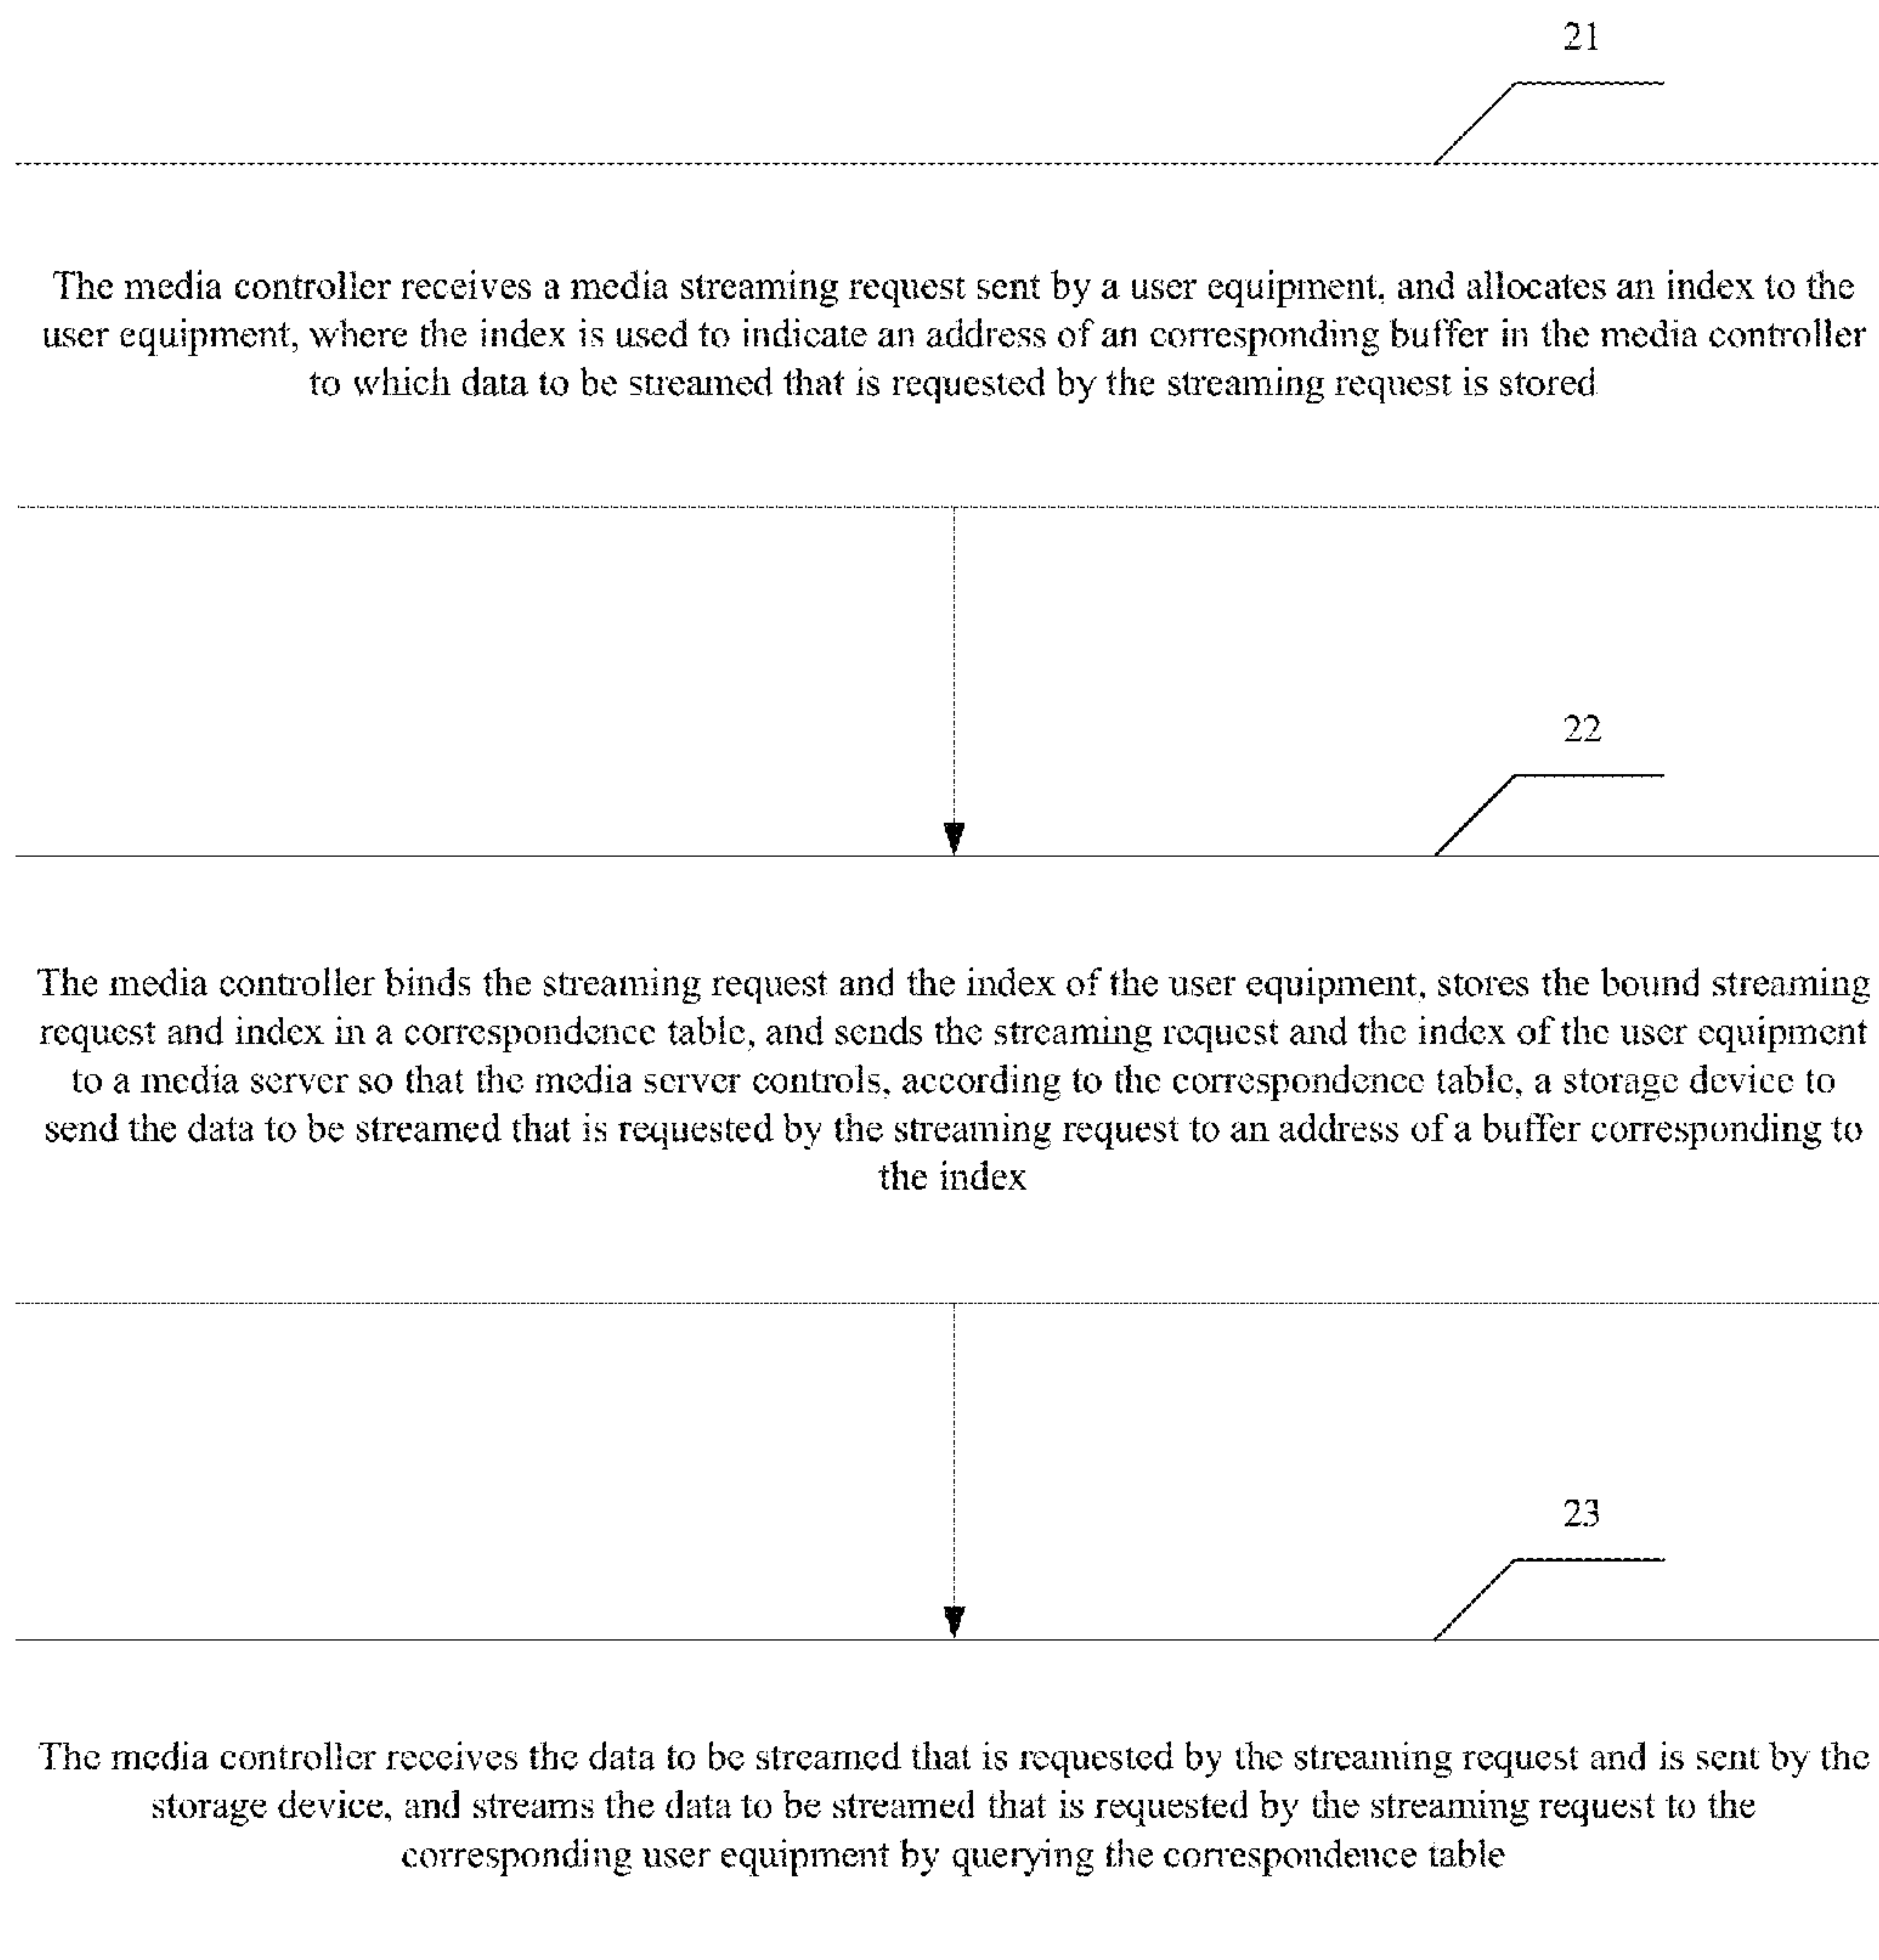 21
The media controller receives a media streaming request sent by a user equipment, and allocates an index to the
user equipment, where the index is used to indicate an address of an corresponding buffer in the media controller
to which data to be streamed that is requested by the streaming request is stored
22
The media controller binds the streaming request and the index of the user equipment, stores the bound streaming
request and index in a correspondence table, and sends the streaming request and the index of the user equipment
to a media server so that the media server controls, according to the correspondence table, a storage device to
send the data to be streamed that is requested by the streaming request to an address of a buffer corresponding to
the index
23
The media controller receives the data to be streamed that is requested by the streaming request and is sent by the
storage device, and streams the data to be streamed that is requested by the streaming request to the
corresponding user equipment by querying the correspondence table